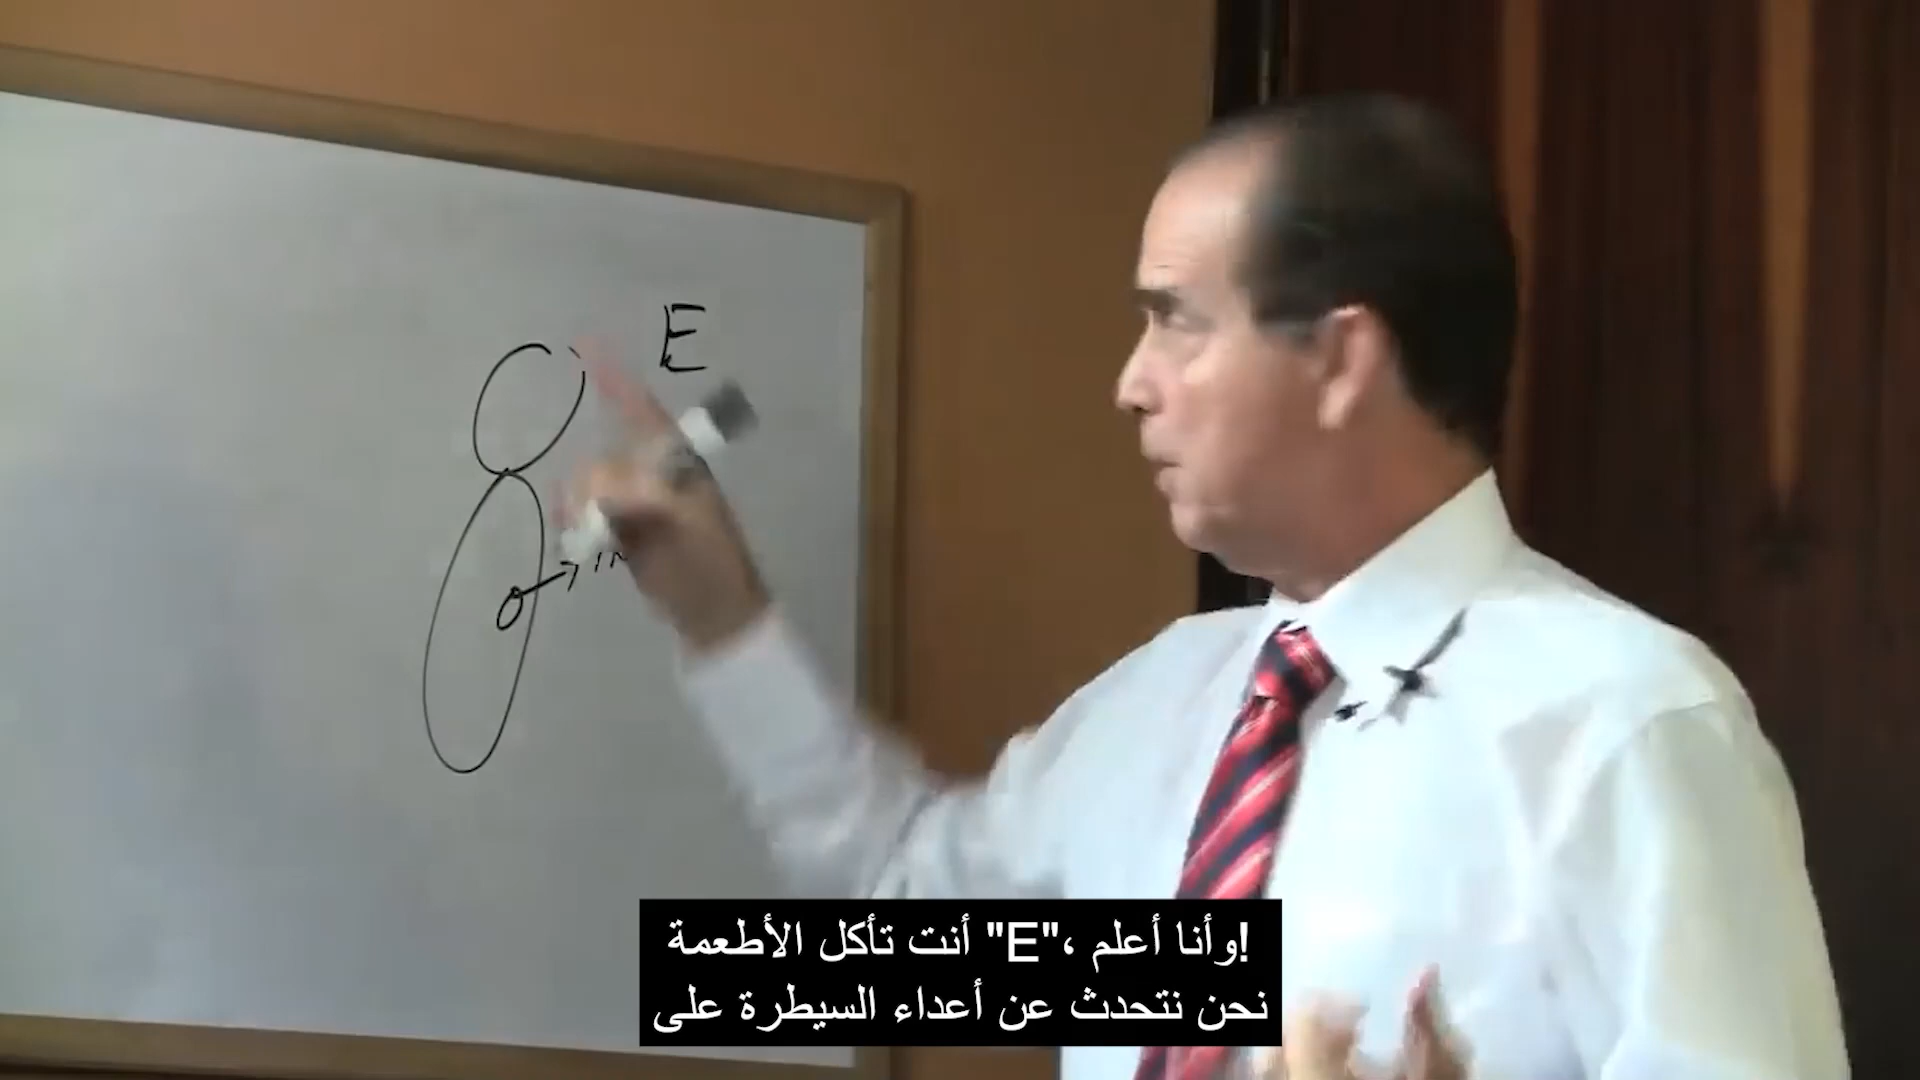 E
أنت تأكل الأطعمة "E"، وأنا أعلم!
نحن نتحدث عن أعداء السيطرة على